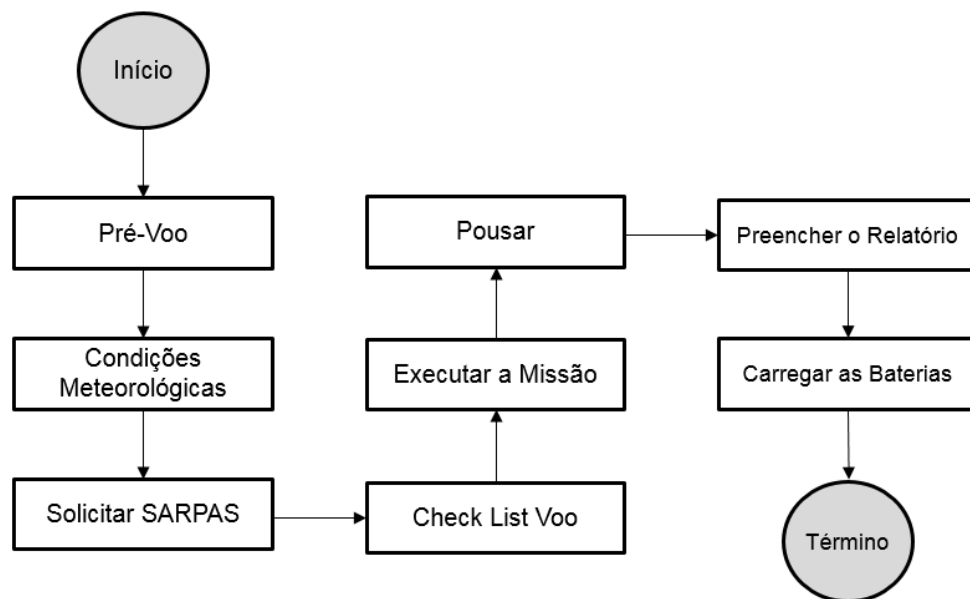 Início
Pré-Voo
Condições
Meteorológicas
Solicitar SARPAS
Check List Voo
Executar a Missão
Pousar
Preencher o Relatório
Carregar as Baterias
Término